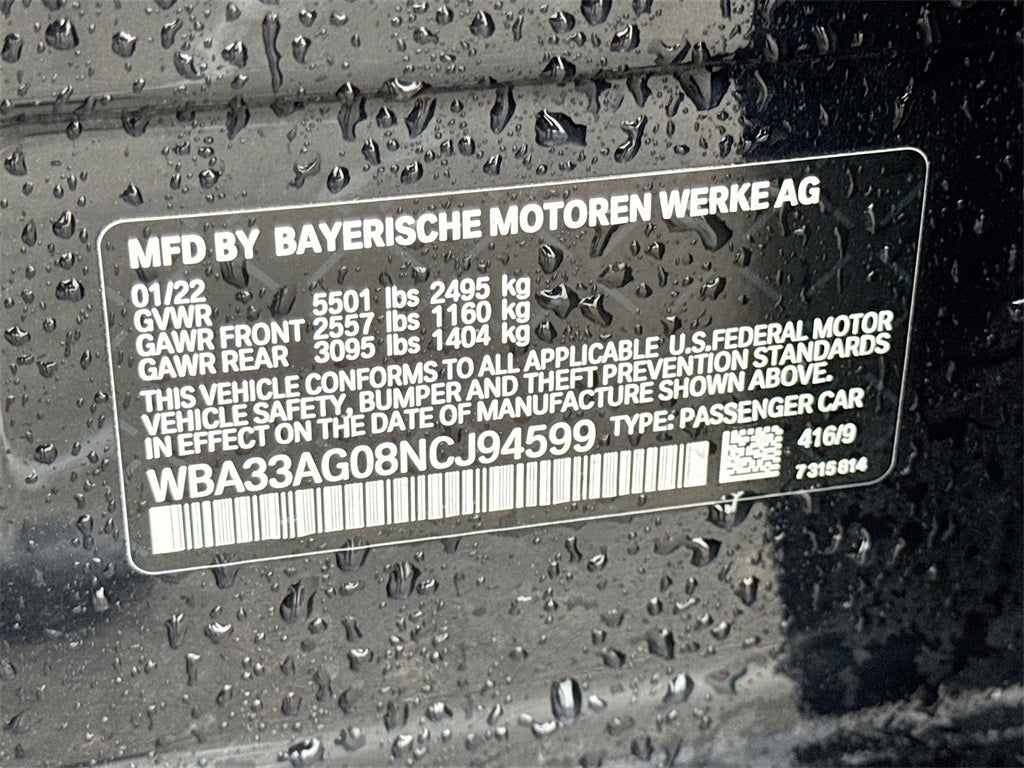 MFD BY BAYERISCHE MOTOREN WERKE AG
01/22
GVWR 5501 lbs 2495 kg
GAWR FRONT 2557 lbs 1160 kg
GAWR REAR 3095 lbs 1404 kg
THIS VEHICLE CONFORMS TO ALL APPLICABLE U.S.FEDERAL MOTOR
VEHICLE SAFETY, BUMPER AND THEFT PREVENTION STANDARDS
IN EFFECT ON THE DATE OF MANUFACTURE SHOWN ABOVE.
WBA33AG08NCJ94599 TYPE: PASSENGER CAR
416/9
7315814